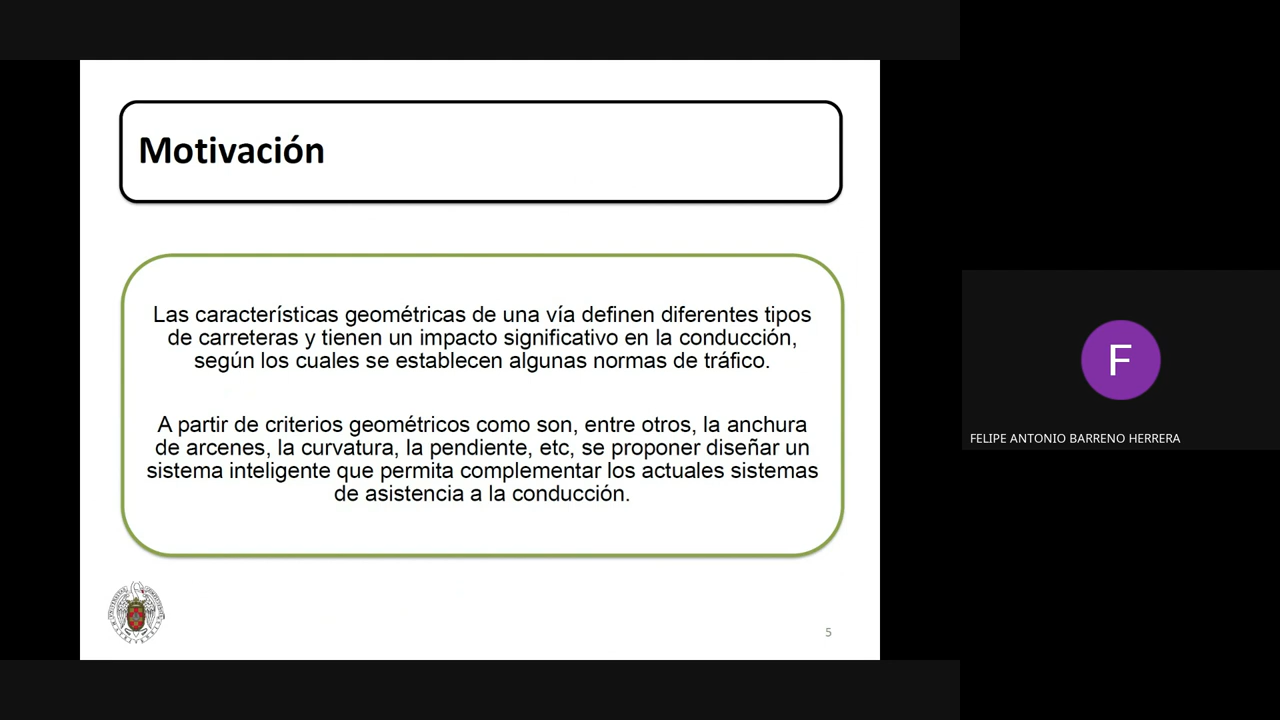 Motivación
Las características geométricas de una vía definen diferentes tipos
de carreteras y tienen un impacto significativo en la conducción,
según los cuales se establecen algunas normas de tráfico.
A partir de criterios geométricos como son, entre otros, la anchura
de arcenes, la curvatura, la pendiente, etc, se proponer diseñar un
sistema inteligente que permita complementar los actuales sistemas
de asistencia a la conducción.
5
F
FELIPE ANTONIO BARRENO HERRERA